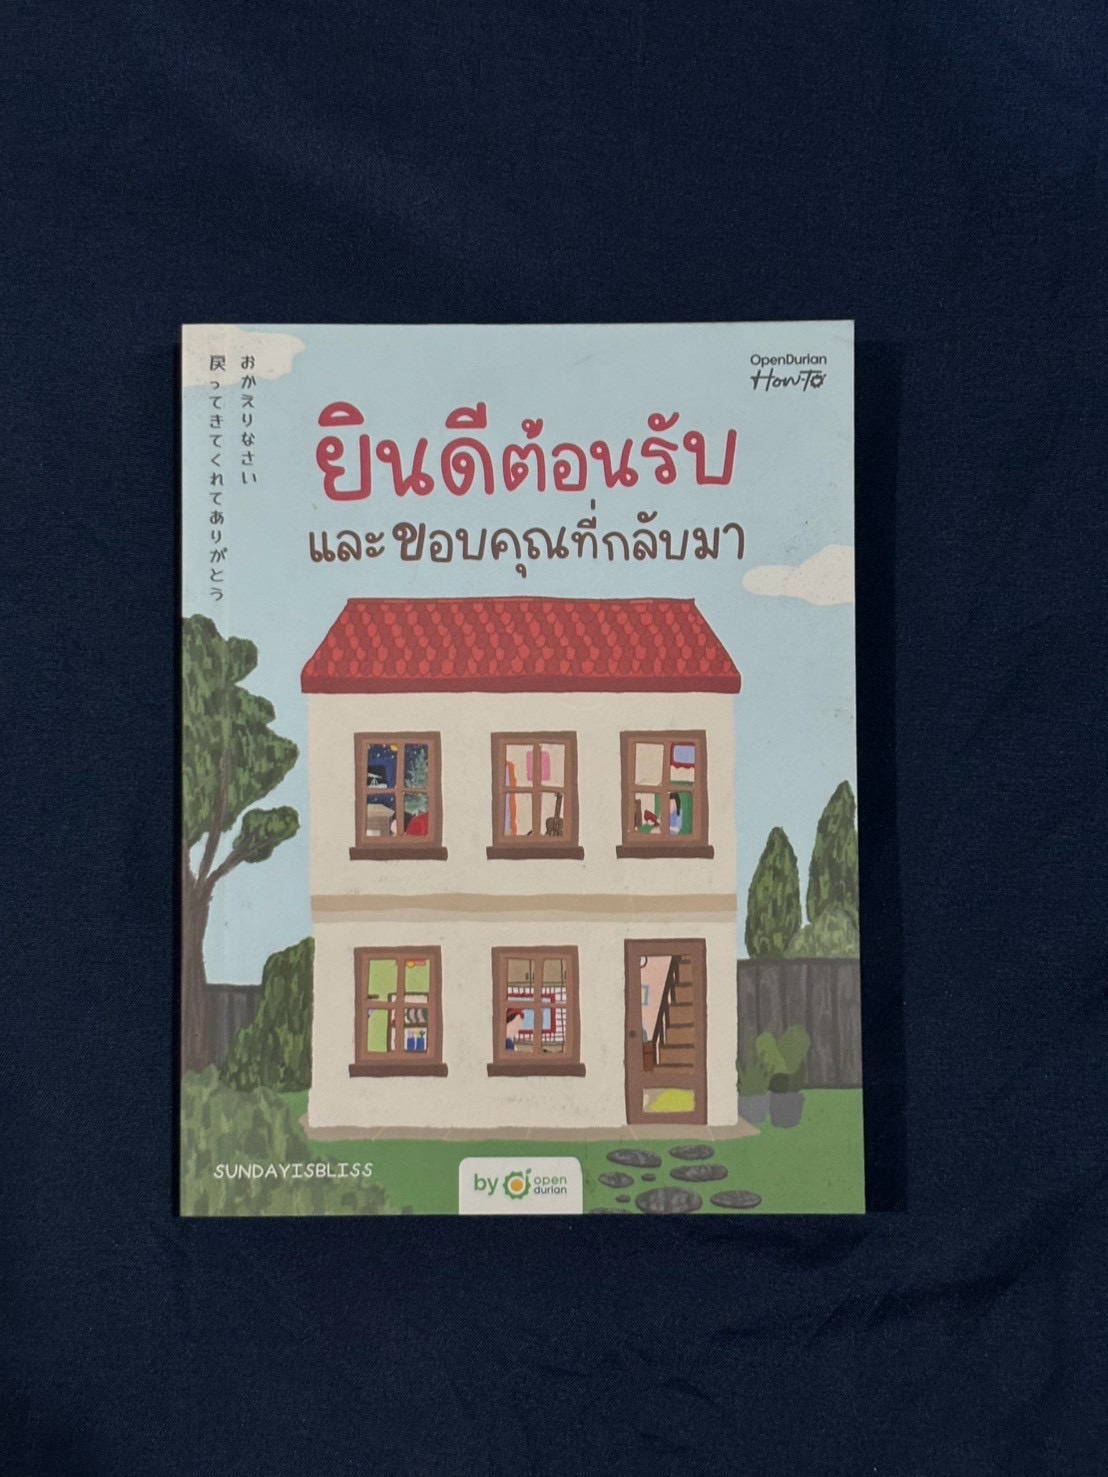 おかえりなさい
戻ってきてくれてありがとう
OpenDurian
How-To
ยินดีต้อนรับ
และขอบคุณที่กลับมา
SUNDAYISBLISS
by open
durian